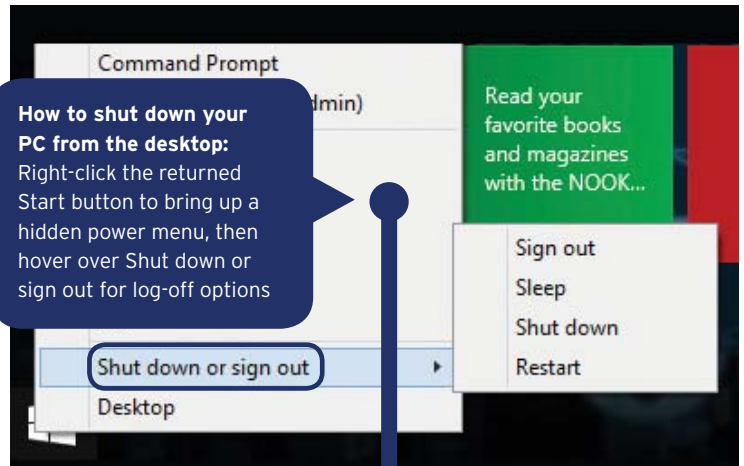 Command Prompt
How to shut down your
PC from the desktop:
Right-click the returned
Start button to bring up a
hidden power menu, then
hover over Shut down or
sign out for log-off options
Read your
favorite books
and magazines
with the NOOK...
Sign out
Sleep
Shut down
Restart
Shut down or sign out
Desktop